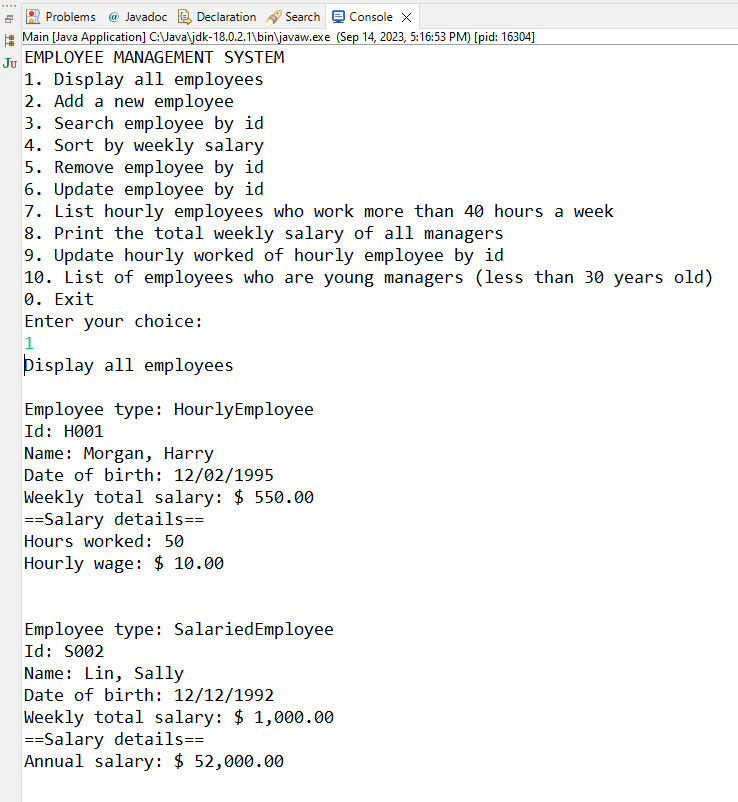 Problems @ Javadoc Declaration Search Console
Main [Java Application] C:\Java\jdk-18.0.2.1\bin\javaw.exe (Sep 14, 2023, 5:16:53 PM) [pid: 16304]
Ju
EMPLOYEE MANAGEMENT SYSTEM
1. Display all employees
2. Add a new employee
3. Search employee by id
4. Sort by weekly salary
5. Remove employee by id
6. Update employee by id
7. List hourly employees who work more than 40 hours a week
8. Print the total weekly salary of all managers
9. Update hourly worked of hourly employee by id
10. List of employees who are young managers (less than 30 years old)
0. Exit
Enter your choice:
1
Display all employees
Employee type: HourlyEmployee
Id: H001
Name: Morgan, Harry
Date of birth: 12/02/1995
Weekly total salary: $ 550.00
==Salary details==
Hours worked: 50
Hourly wage: $ 10.00
Employee type: SalariedEmployee
Id: S002
Name: Lin, Sally
Date of birth: 12/12/1992
Weekly total salary: $ 1,000.00
==Salary details==
Annual salary: $ 52,000.00